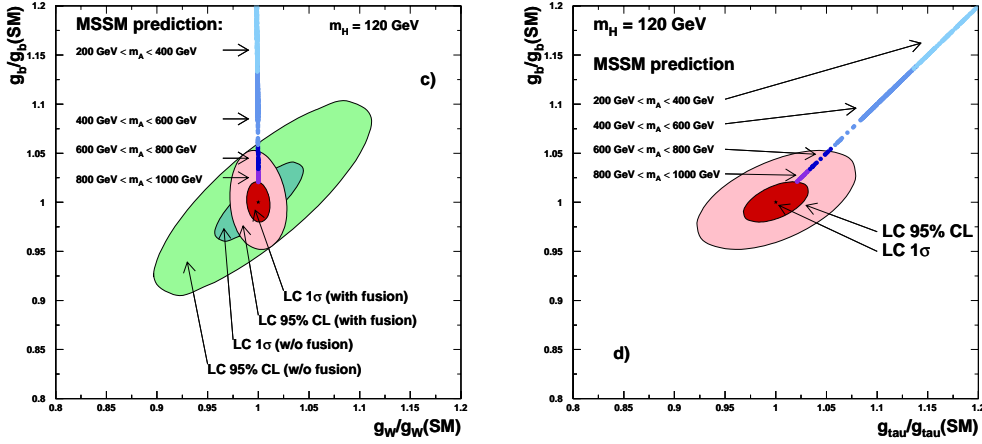 MSSM prediction:
m_H = 120 GeV
200 GeV < m_A < 400 GeV
c)
400 GeV < m_A < 600 GeV
600 GeV < m_A < 800 GeV
800 GeV < m_A < 1000 GeV
LC 1σ (with fusion)
LC 95% CL (with fusion)
LC 1σ (w/o fusion)
LC 95% CL (w/o fusion)
g_b/g_b(SM)
1.2
1.15
1.1
1.05
1
0.95
0.9
0.85
0.8
0.8 0.85 0.9 0.95 1 1.05 1.1 1.15 1.2
g_W/g_W(SM)
m_H = 120 GeV
MSSM prediction
200 GeV < m_A < 400 GeV
400 GeV < m_A < 600 GeV
600 GeV < m_A < 800 GeV
800 GeV < m_A < 1000 GeV
LC 95% CL
LC 1σ
d)
g_b/g_b(SM)
1.2
1.15
1.1
1.05
1
0.95
0.9
0.85
0.8
0.8 0.85 0.9 0.95 1 1.05 1.1 1.15 1.2
g_tau/g_tau(SM)